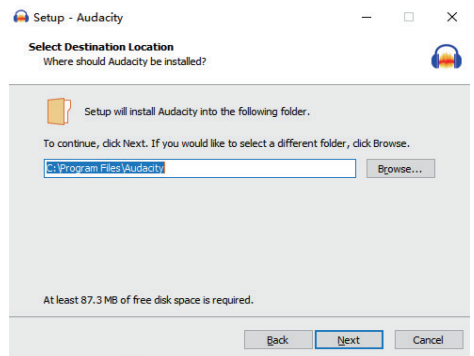 Setup - Audacity
Select Destination Location
Where should Audacity be installed?
Setup will install Audacity into the following folder.
To continue, click Next. If you would like to select a different folder, click Browse.
C:\Program Files\Audacity
Browse...
At least 87.3 MB of free disk space is required.
Back
Next
Cancel